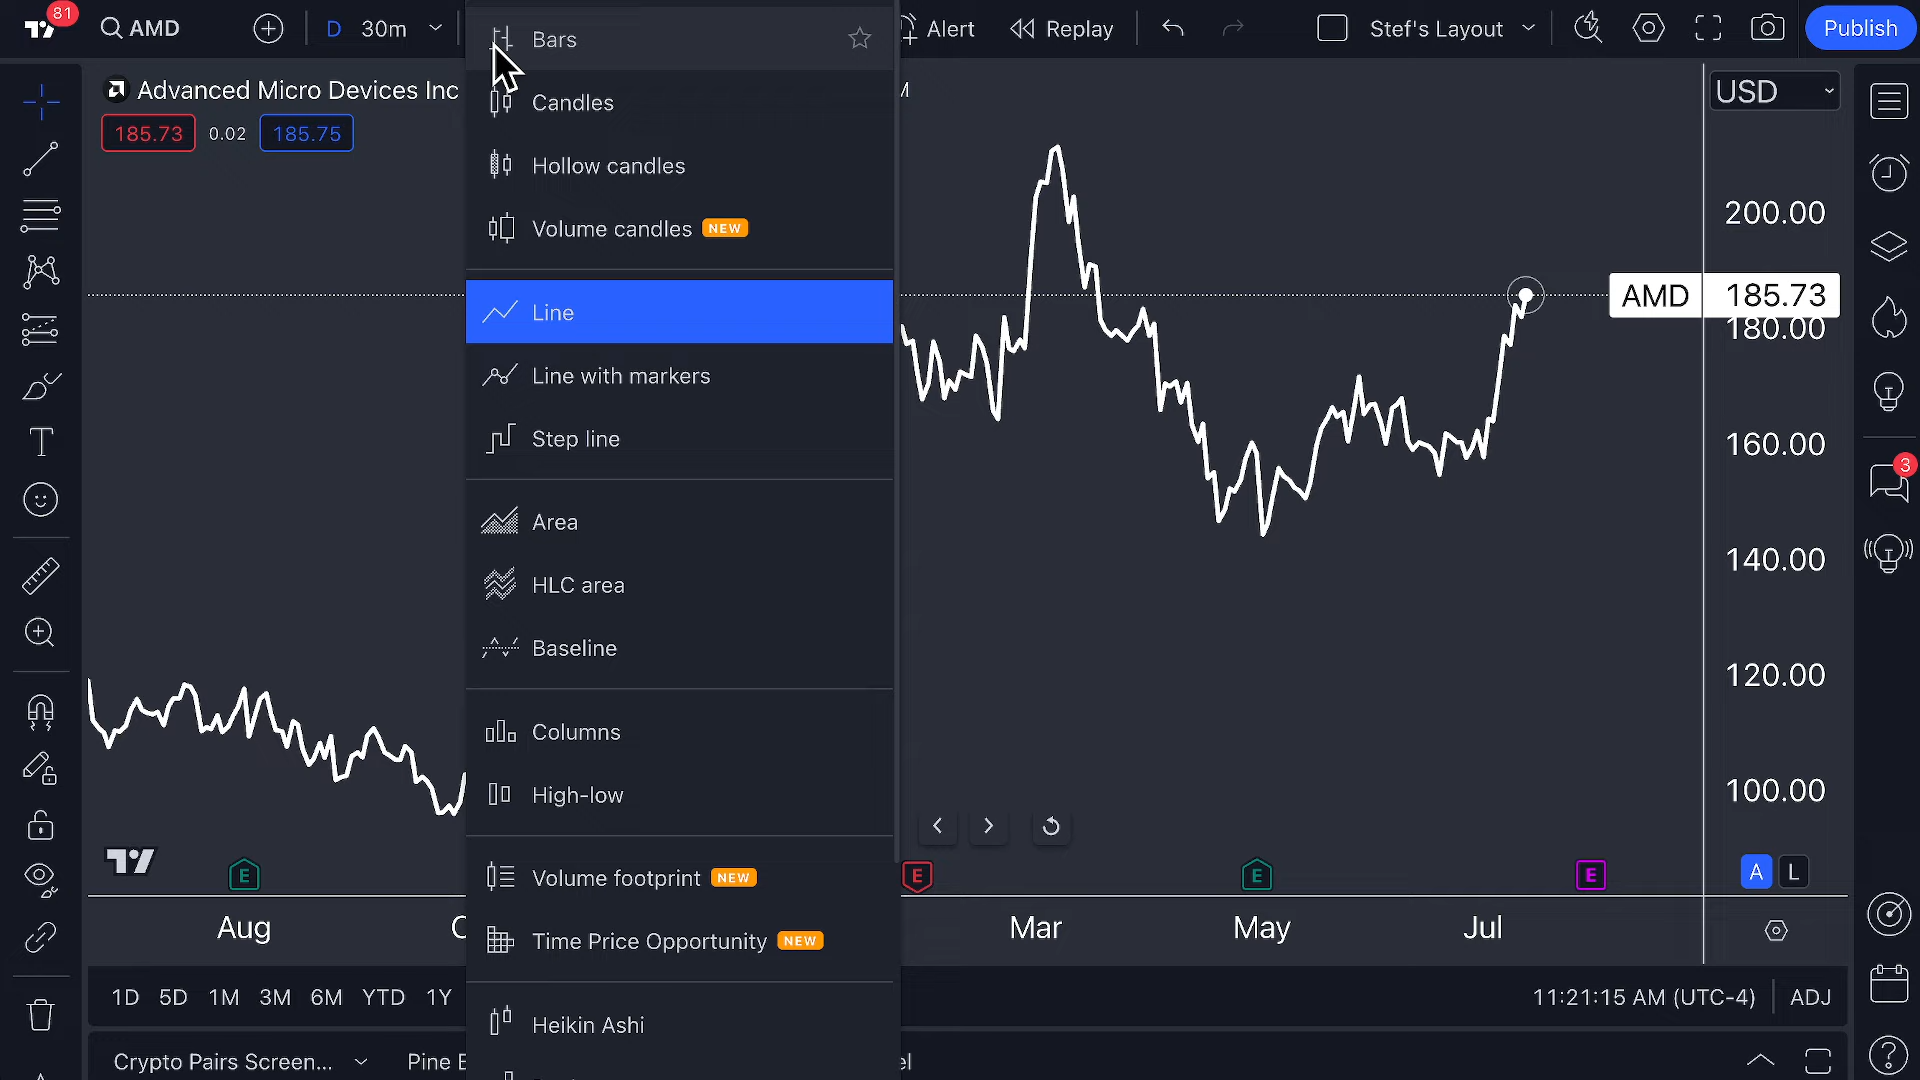 81
AMD
D
30m
Alert
Replay
Stef's Layout
Publish
Advanced Micro Devices Inc
M
USD
185.73
0.02
185.75
Bars
Candles
Hollow candles
Volume candles NEW
Line
Line with markers
Step line
Area
HLC area
Baseline
Columns
High-low
Volume footprint NEW
Time Price Opportunity NEW
Heikin Ashi
200.00
AMD 185.73
180.00
160.00
140.00
120.00
100.00
3
E
E
E
E
A
L
Aug
Mar
May
Jul
1D 5D 1M 3M 6M YTD 1Y
11:21:15 AM (UTC-4)
ADJ
Crypto Pairs Screen...
Pine E
el